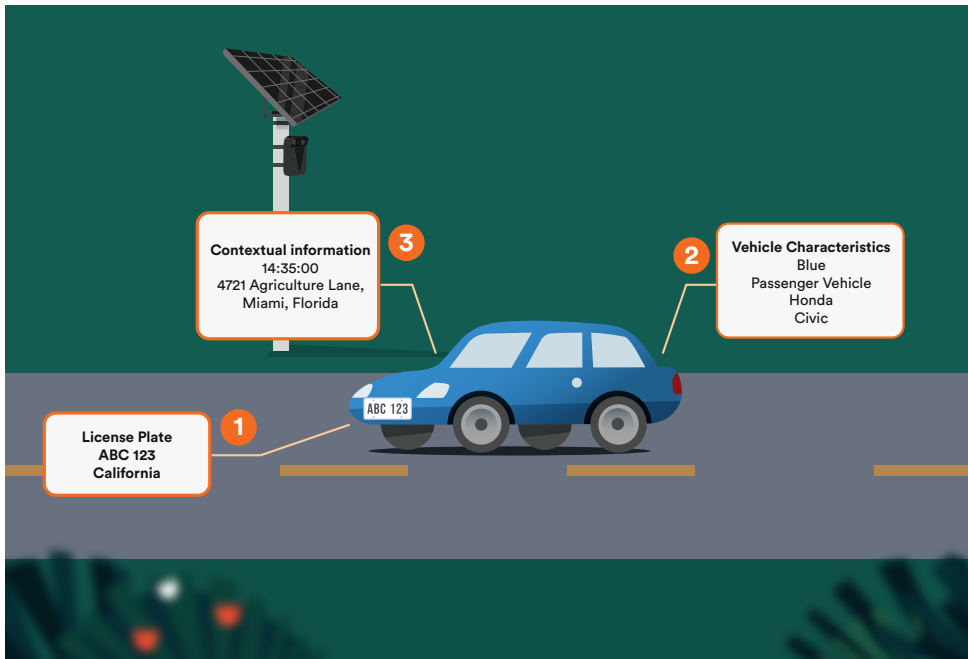 3
Contextual information
14:35:00
4721 Agriculture Lane,
Miami, Florida
2
Vehicle Characteristics
Blue
Passenger Vehicle
Honda
Civic
ABC 123
1
License Plate
ABC 123
California